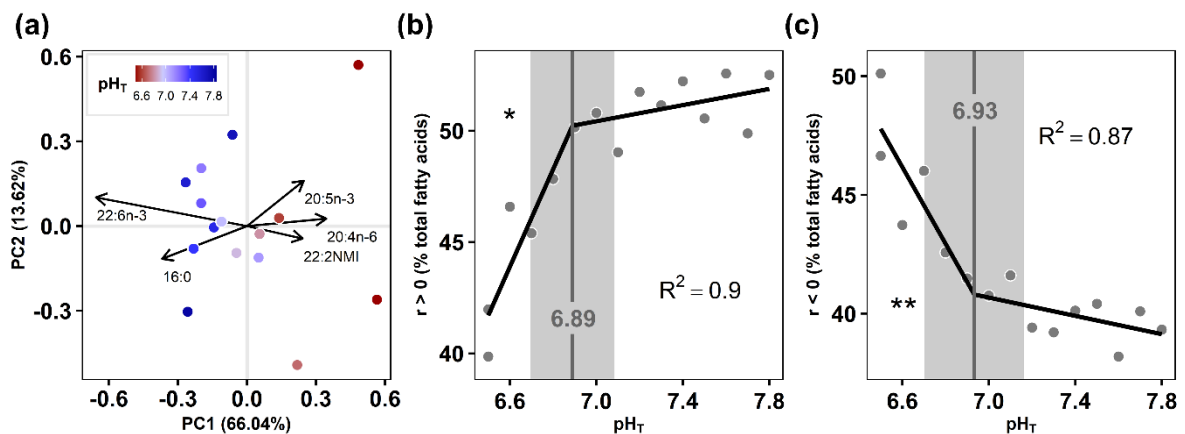 (a)
pH_T
6.6 7.0 7.4 7.8
0.6
0.3
0.0
-0.3
PC2 (13.62%)
22:6n-3
20:5n-3
20:4n-6
22:2NMI
16:0
-0.6 -0.3 0.0 0.3 0.6
PC1 (66.04%)
(b)
r > 0 (% total fatty acids)
50
45
40
*
6.89
R² = 0.9
6.6 7.0 7.4 7.8
pH_T
(c)
r < 0 (% total fatty acids)
50
45
40
6.93
R² = 0.87
**
6.6 7.0 7.4 7.8
pH_T